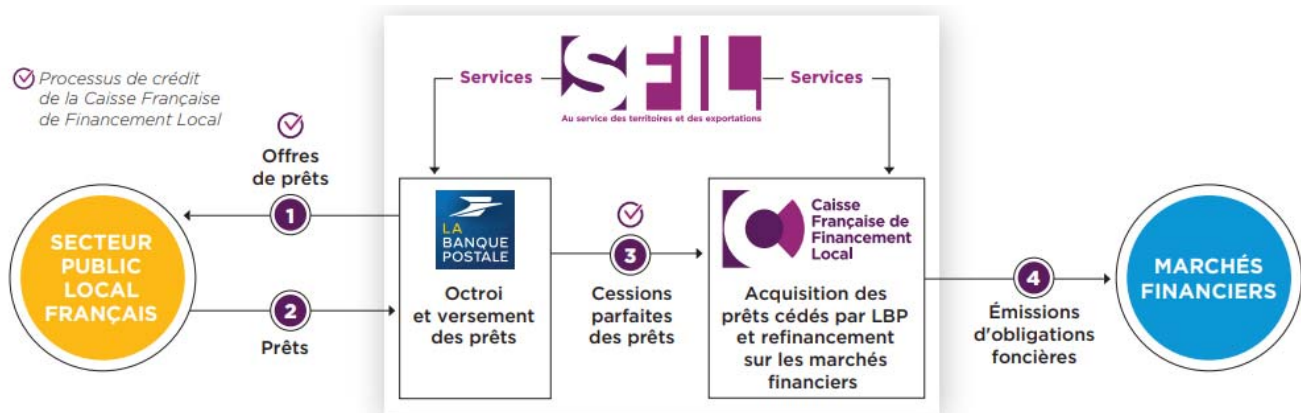 Processus de crédit
de la Caisse Française
de Financement Local
Services
SFIL
Services
Au service des territoires et des exportations
Offres
de prêts
1
SECTEUR
PUBLIC
LOCAL
FRANÇAIS
2
Prêts
LA
BANQUE
POSTALE
Octroi
et versement
des prêts
3
Cessions
parfaites
des prêts
Caisse
Française de
Financement
Local
Acquisition des
prêts cédés par LBP
et refinancement
sur les marchés
financiers
4
Émissions
d'obligations
foncières
MARCHÉS
FINANCIERS